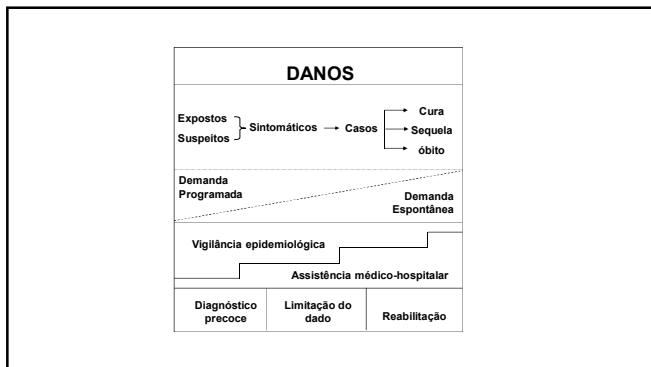 DANOS
Expostos
Suspeitos
Sintomáticos
Casos
Cura
Sequela
óbito
Demanda
Programada
Demanda
Espontânea
Vigilância epidemiológica
Assistência médico-hospitalar
Diagnóstico
precoce
Limitação do
dado
Reabilitação